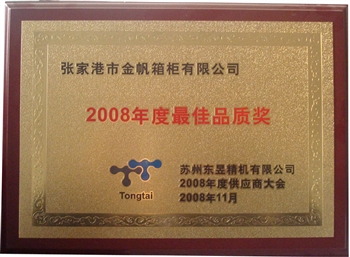 张家港市金帆箱柜有限公司
2008年度最佳品质奖
Tongtai
苏州东昱精机有限公司
2008年度供应商大会
2008年11月